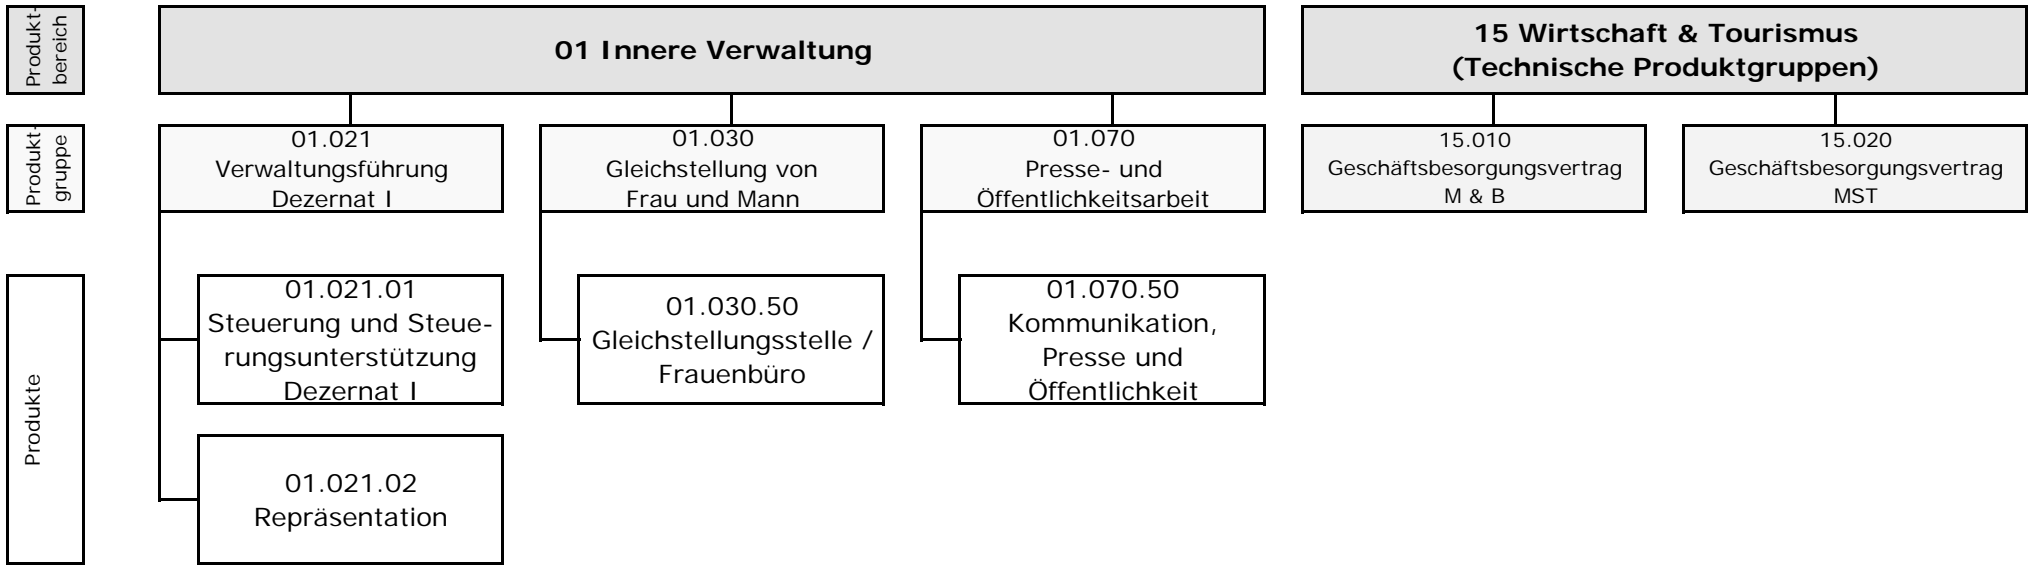 Produkt-
bereich
01 Innere Verwaltung
15 Wirtschaft & Tourismus
(Technische Produktgruppen)
Produkt-
gruppe
01.021
Verwaltungsführung
Dezernat I
01.030
Gleichstellung von
Frau und Mann
01.070
Presse- und
Öffentlichkeitsarbeit
15.010
Geschäftsbesorgungsvertrag
M & B
15.020
Geschäftsbesorgungsvertrag
MST
Produkte
01.021.01
Steuerung und Steue-
rungsunterstützung
Dezernat I
01.030.50
Gleichstellungsstelle /
Frauenbüro
01.070.50
Kommunikation,
Presse und
Öffentlichkeit
01.021.02
Repräsentation